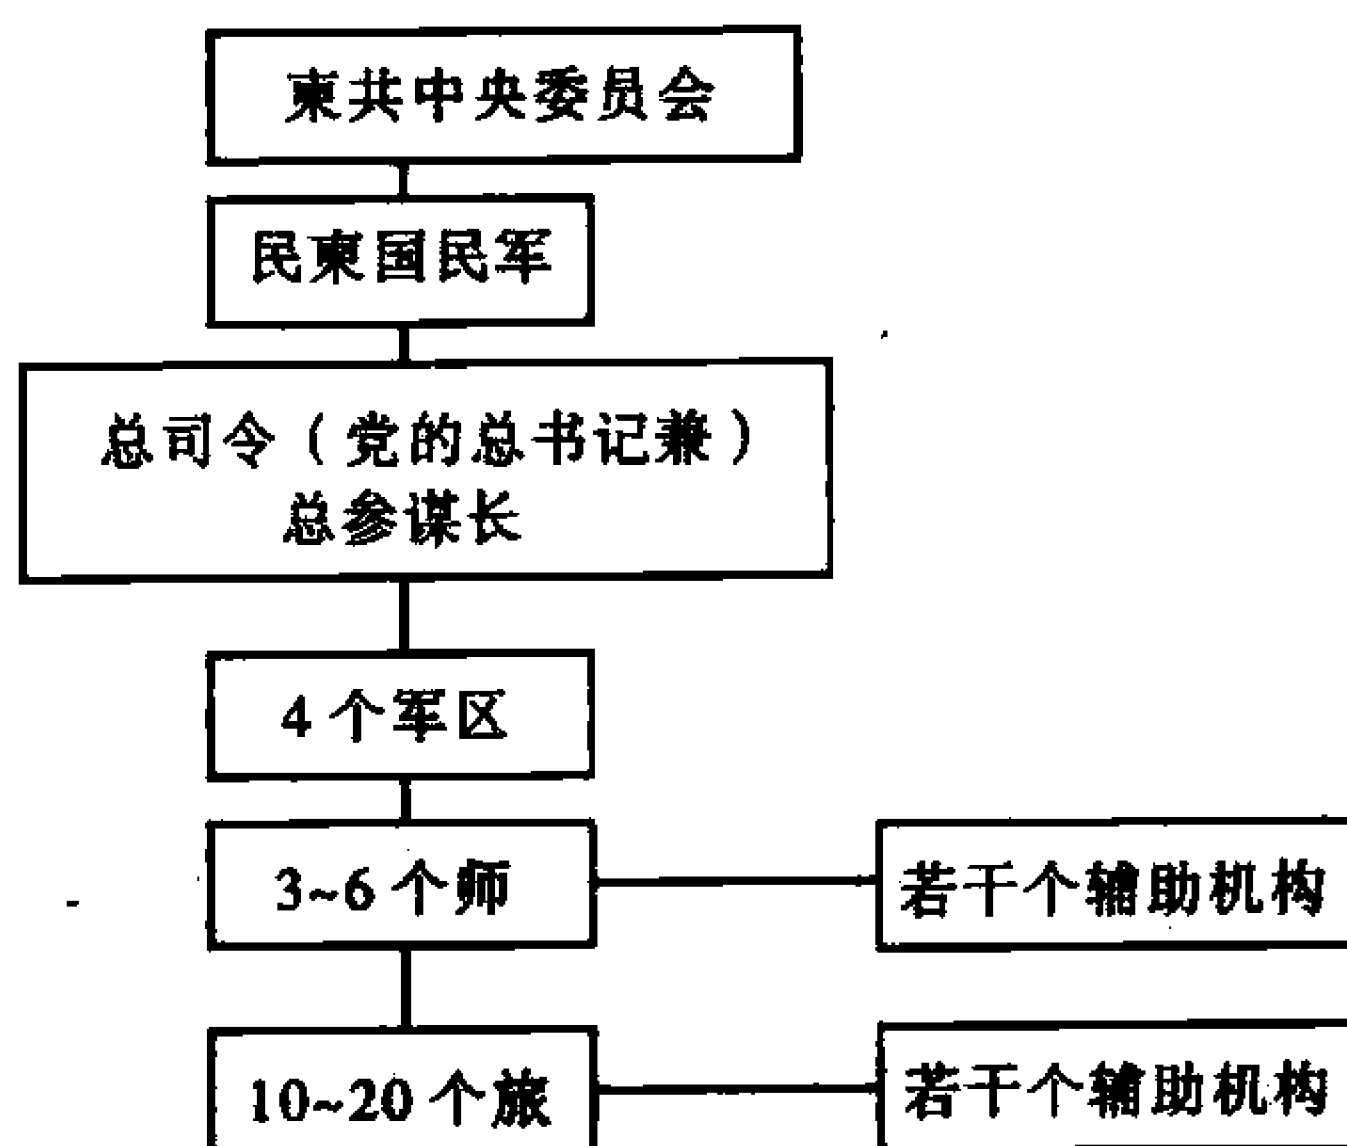 柬共中央委员会
民柬国民军
总司令（党的总书记兼）
总参谋长
4个军区
3~6个师
若干个辅助机构
10~20个旅
若干个辅助机构